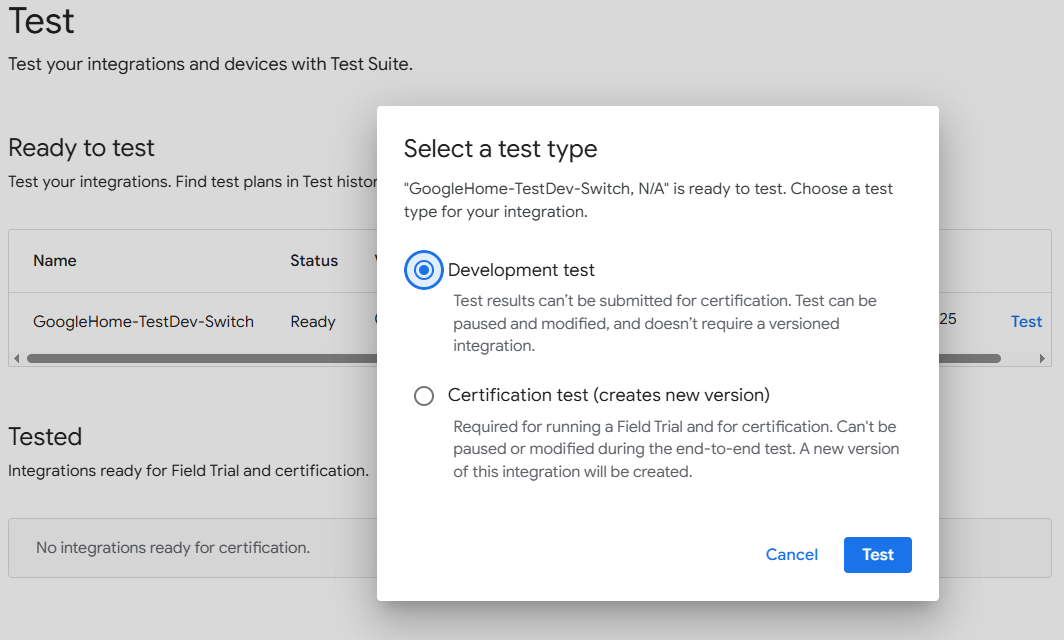 Test
Test your integrations and devices with Test Suite.
Ready to test
Test your integrations. Find test plans in Test
Name Status
GoogleHome-TestDev-Switch Ready 25 Test
Tested
Integrations ready for Field Trial and certification.
No integrations ready for certification.
Select a test type
"GoogleHome-TestDev-Switch, N/A" is ready to test. Choose a test
type for your integration.
Development test
Test results can’t be submitted for certification. Test can be
paused and modified, and doesn’t require a versioned
integration.
Certification test (creates new version)
Required for running a Field Trial and for certification. Can't be
paused or modified during the end-to-end test. A new version
of this integration will be created.
Cancel Test